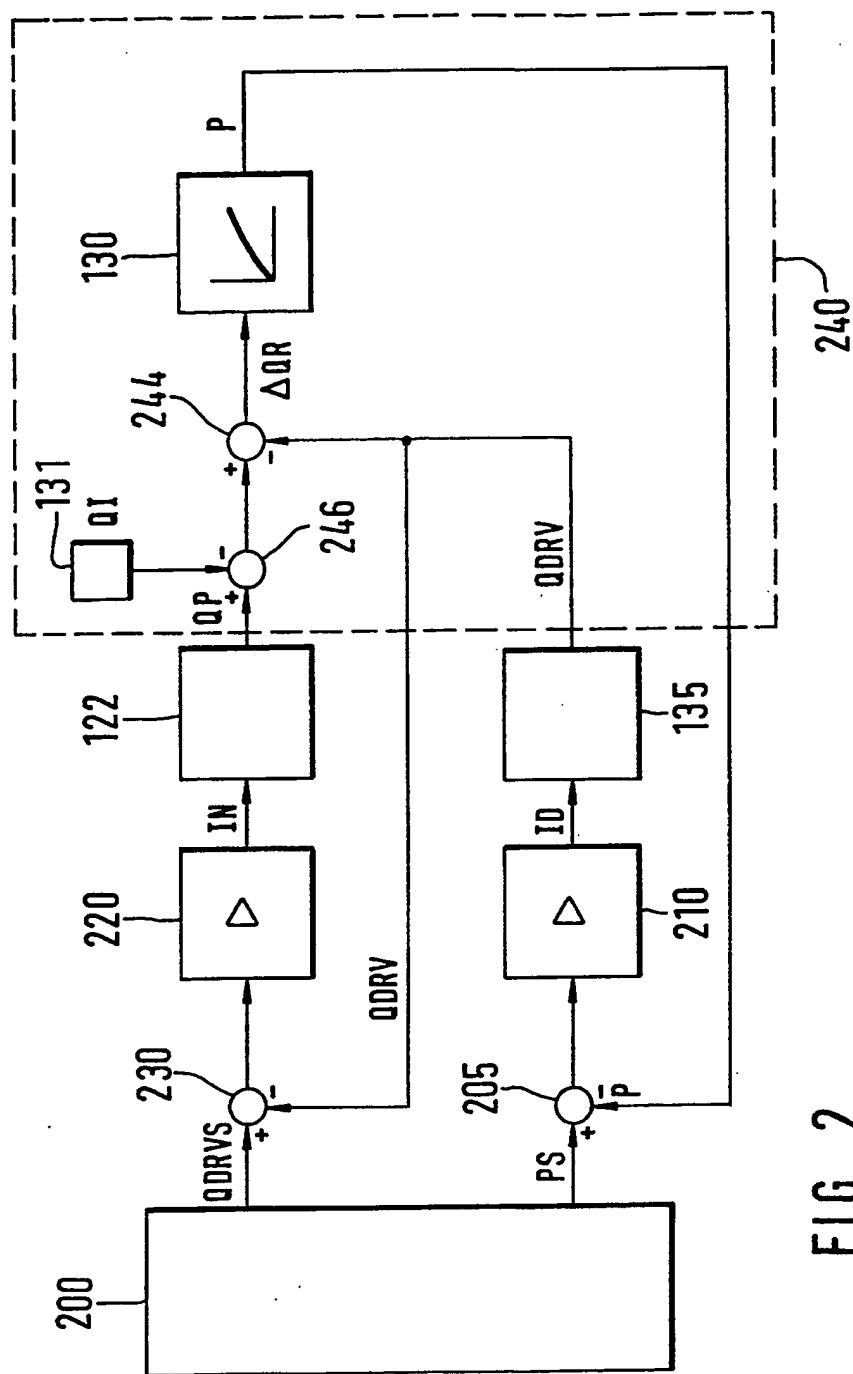 200
QDRVS
+
230
-
220
Δ
IN
122
QP
+
-
246
131
QI
+
-
244
ΔQR
130
P
QDRV
PS
+
205
-
P
210
Δ
ID
135
QDRV
240
FIG. 2